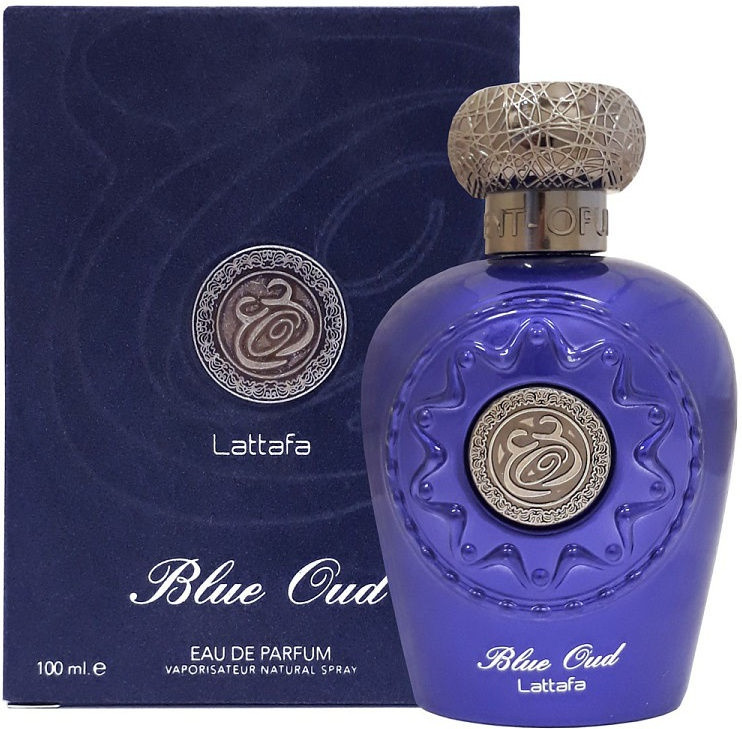 Lattafa
Blue Oud
EAU DE PARFUM
VAPORISATEUR NATURAL SPRAY
100 ml. e
Blue Oud
Lattafa